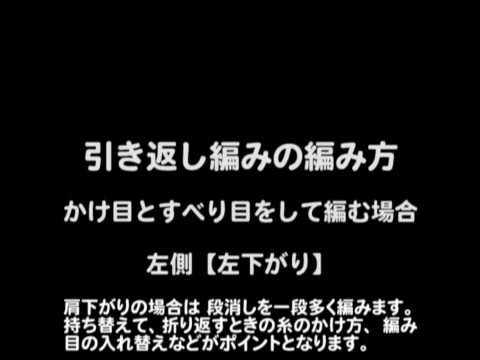 引き返し編みの編み方
かけ目とすべり目をして編む場合
左側【左下がり】
肩下がりの場合は 段消しを一段多く編みます。
持ち替えて、折り返すときの糸のかけ方、 編み
目の入れ替えなどがポイントとなります。